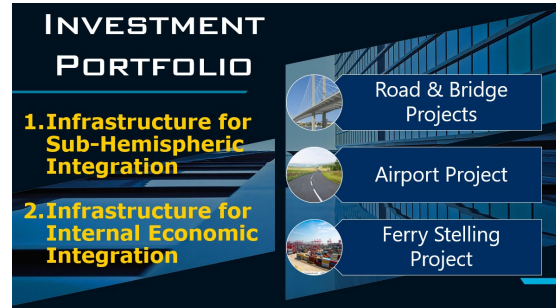 INVESTMENT
PORTFOLIO
1.Infrastructure for
Sub-Hemispheric
Integration
2.Infrastructure for
Internal Economic
Integration
Road & Bridge
Projects
Airport Project
Ferry Stelling
Project